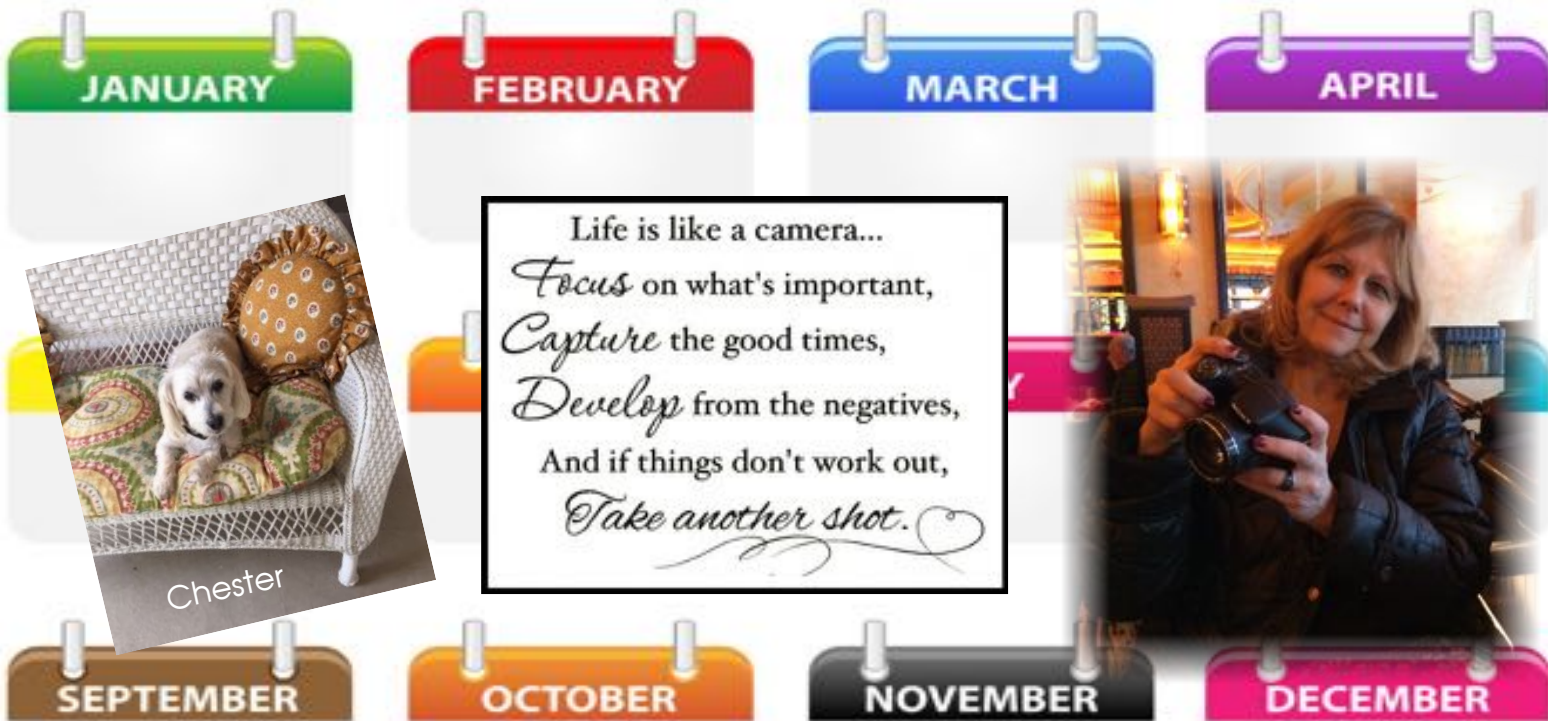 JANUARY
FEBRUARY
MARCH
APRIL
Life is like a camera...
Focus on what's important,
Capture the good times,
Develop from the negatives,
And if things don't work out,
Take another shot.
Y
Chester
SEPTEMBER
OCTOBER
NOVEMBER
DECEMBER